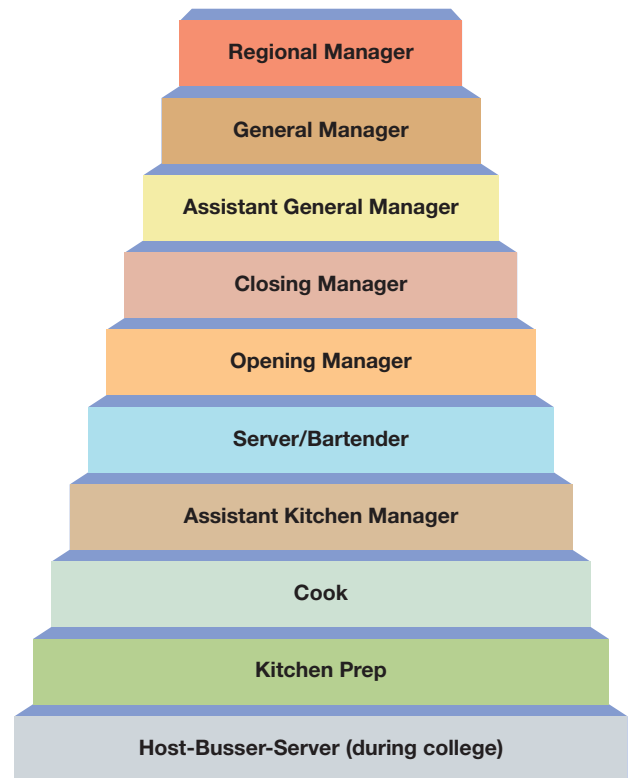 Regional Manager
General Manager
Assistant General Manager
Closing Manager
Opening Manager
Server/Bartender
Assistant Kitchen Manager
Cook
Kitchen Prep
Host-Busser-Server (during college)